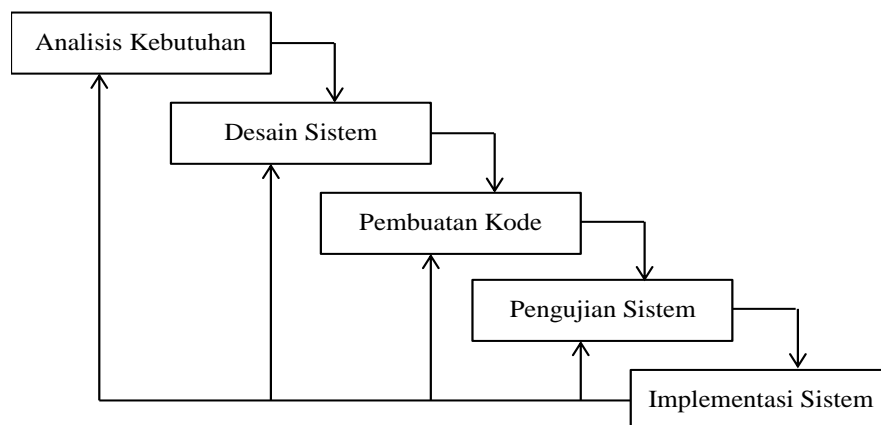 Analisis Kebutuhan
Desain Sistem
Pembuatan Kode
Pengujian Sistem
Implementasi Sistem